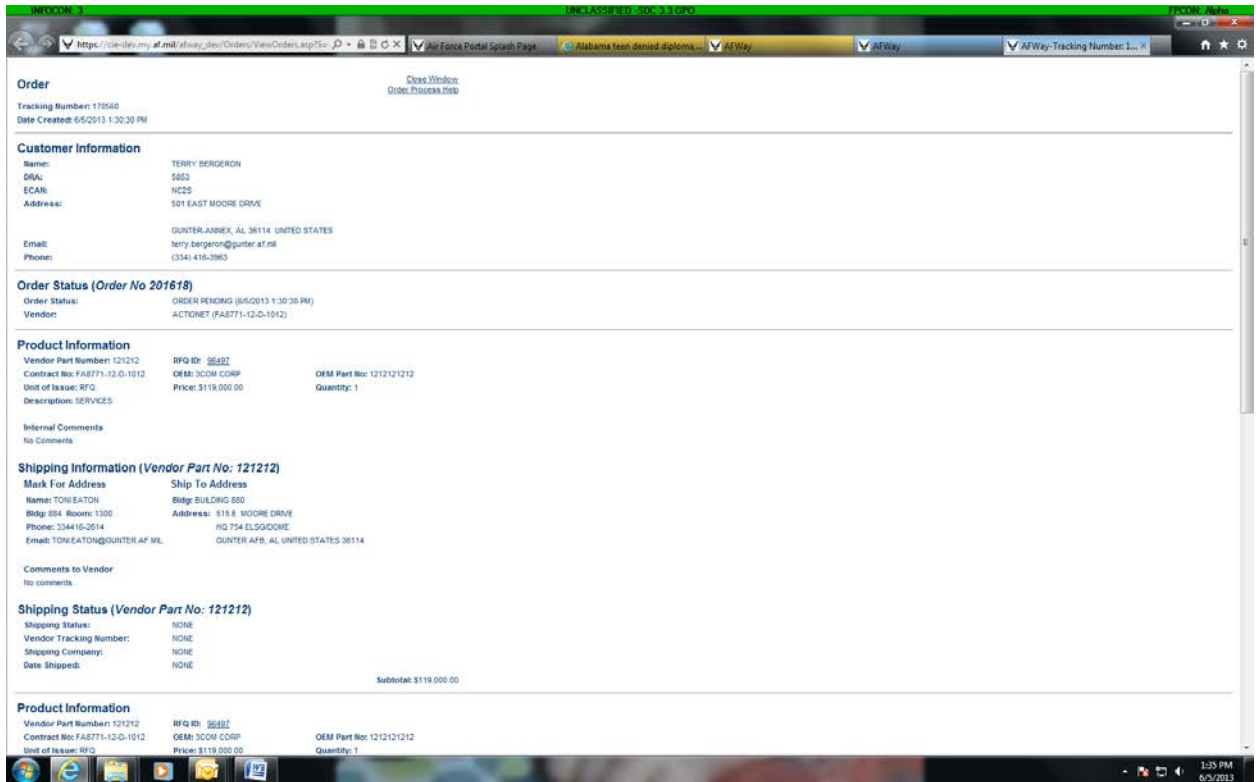 INFOCON: 3 UNCLASSIFIED -SDC 3.3 GPO FPCON: Alpha
https://cie-dev.my.af.mil/afway_dev/Orders/ViewOrders.asp?S= Air Force Portal Splash Page Alabama teen denied diploma,... AFWay AFWay AFWay-Tracking Number: 1...
Order
Close Window
Order Process Help
Tracking Number: 170560
Date Created: 6/5/2013 1:30:30 PM
Customer Information
Name: TERRY BERGERON
DRA: 5853
ECAR: NC25
Address: 501 EAST MOORE DRIVE
GUNTER-ANNEX, AL 36114 UNITED STATES
Email: terry.bergeron@gunter.af.mil
Phone: (334) 416-3963
Order Status (Order No 201618)
Order Status: ORDER PENDING (6/5/2013 1:30:30 PM)
Vendor: ACTIONET (FA8771-12-D-1012)
Product Information
Vendor Part Number: 121212 RFQ ID: 96497
Contract No: FA8771-12-D-1012 OEM: 3COM CORP OEM Part No: 1212121212
Unit of Issue: RFQ Price: $119,000.00 Quantity: 1
Description: SERVICES
Internal Comments
No Comments
Shipping Information (Vendor Part No: 121212)
Mark For Address Ship To Address
Name: TONI EATON Bldg: BUILDING 880
Bldg: 884 Room: 1300 Address: 515 E. MOORE DRIVE
Phone: 334416-2614 HQ 754 ELSG/DOME
Email: TONI.EATON@GUNTER.AF.MIL GUNTER AFB, AL UNITED STATES 36114
Comments to Vendor
No comments
Shipping Status (Vendor Part No: 121212)
Shipping Status: NONE
Vendor Tracking Number: NONE
Shipping Company: NONE
Date Shipped: NONE
Subtotal: $119,000.00
Product Information
Vendor Part Number: 121212 RFQ ID: 96497
Contract No: FA8771-12-D-1012 OEM: 3COM CORP OEM Part No: 1212121212
Unit of Issue: RFQ Price: $119,000.00 Quantity: 1
1:35 PM
6/5/2013